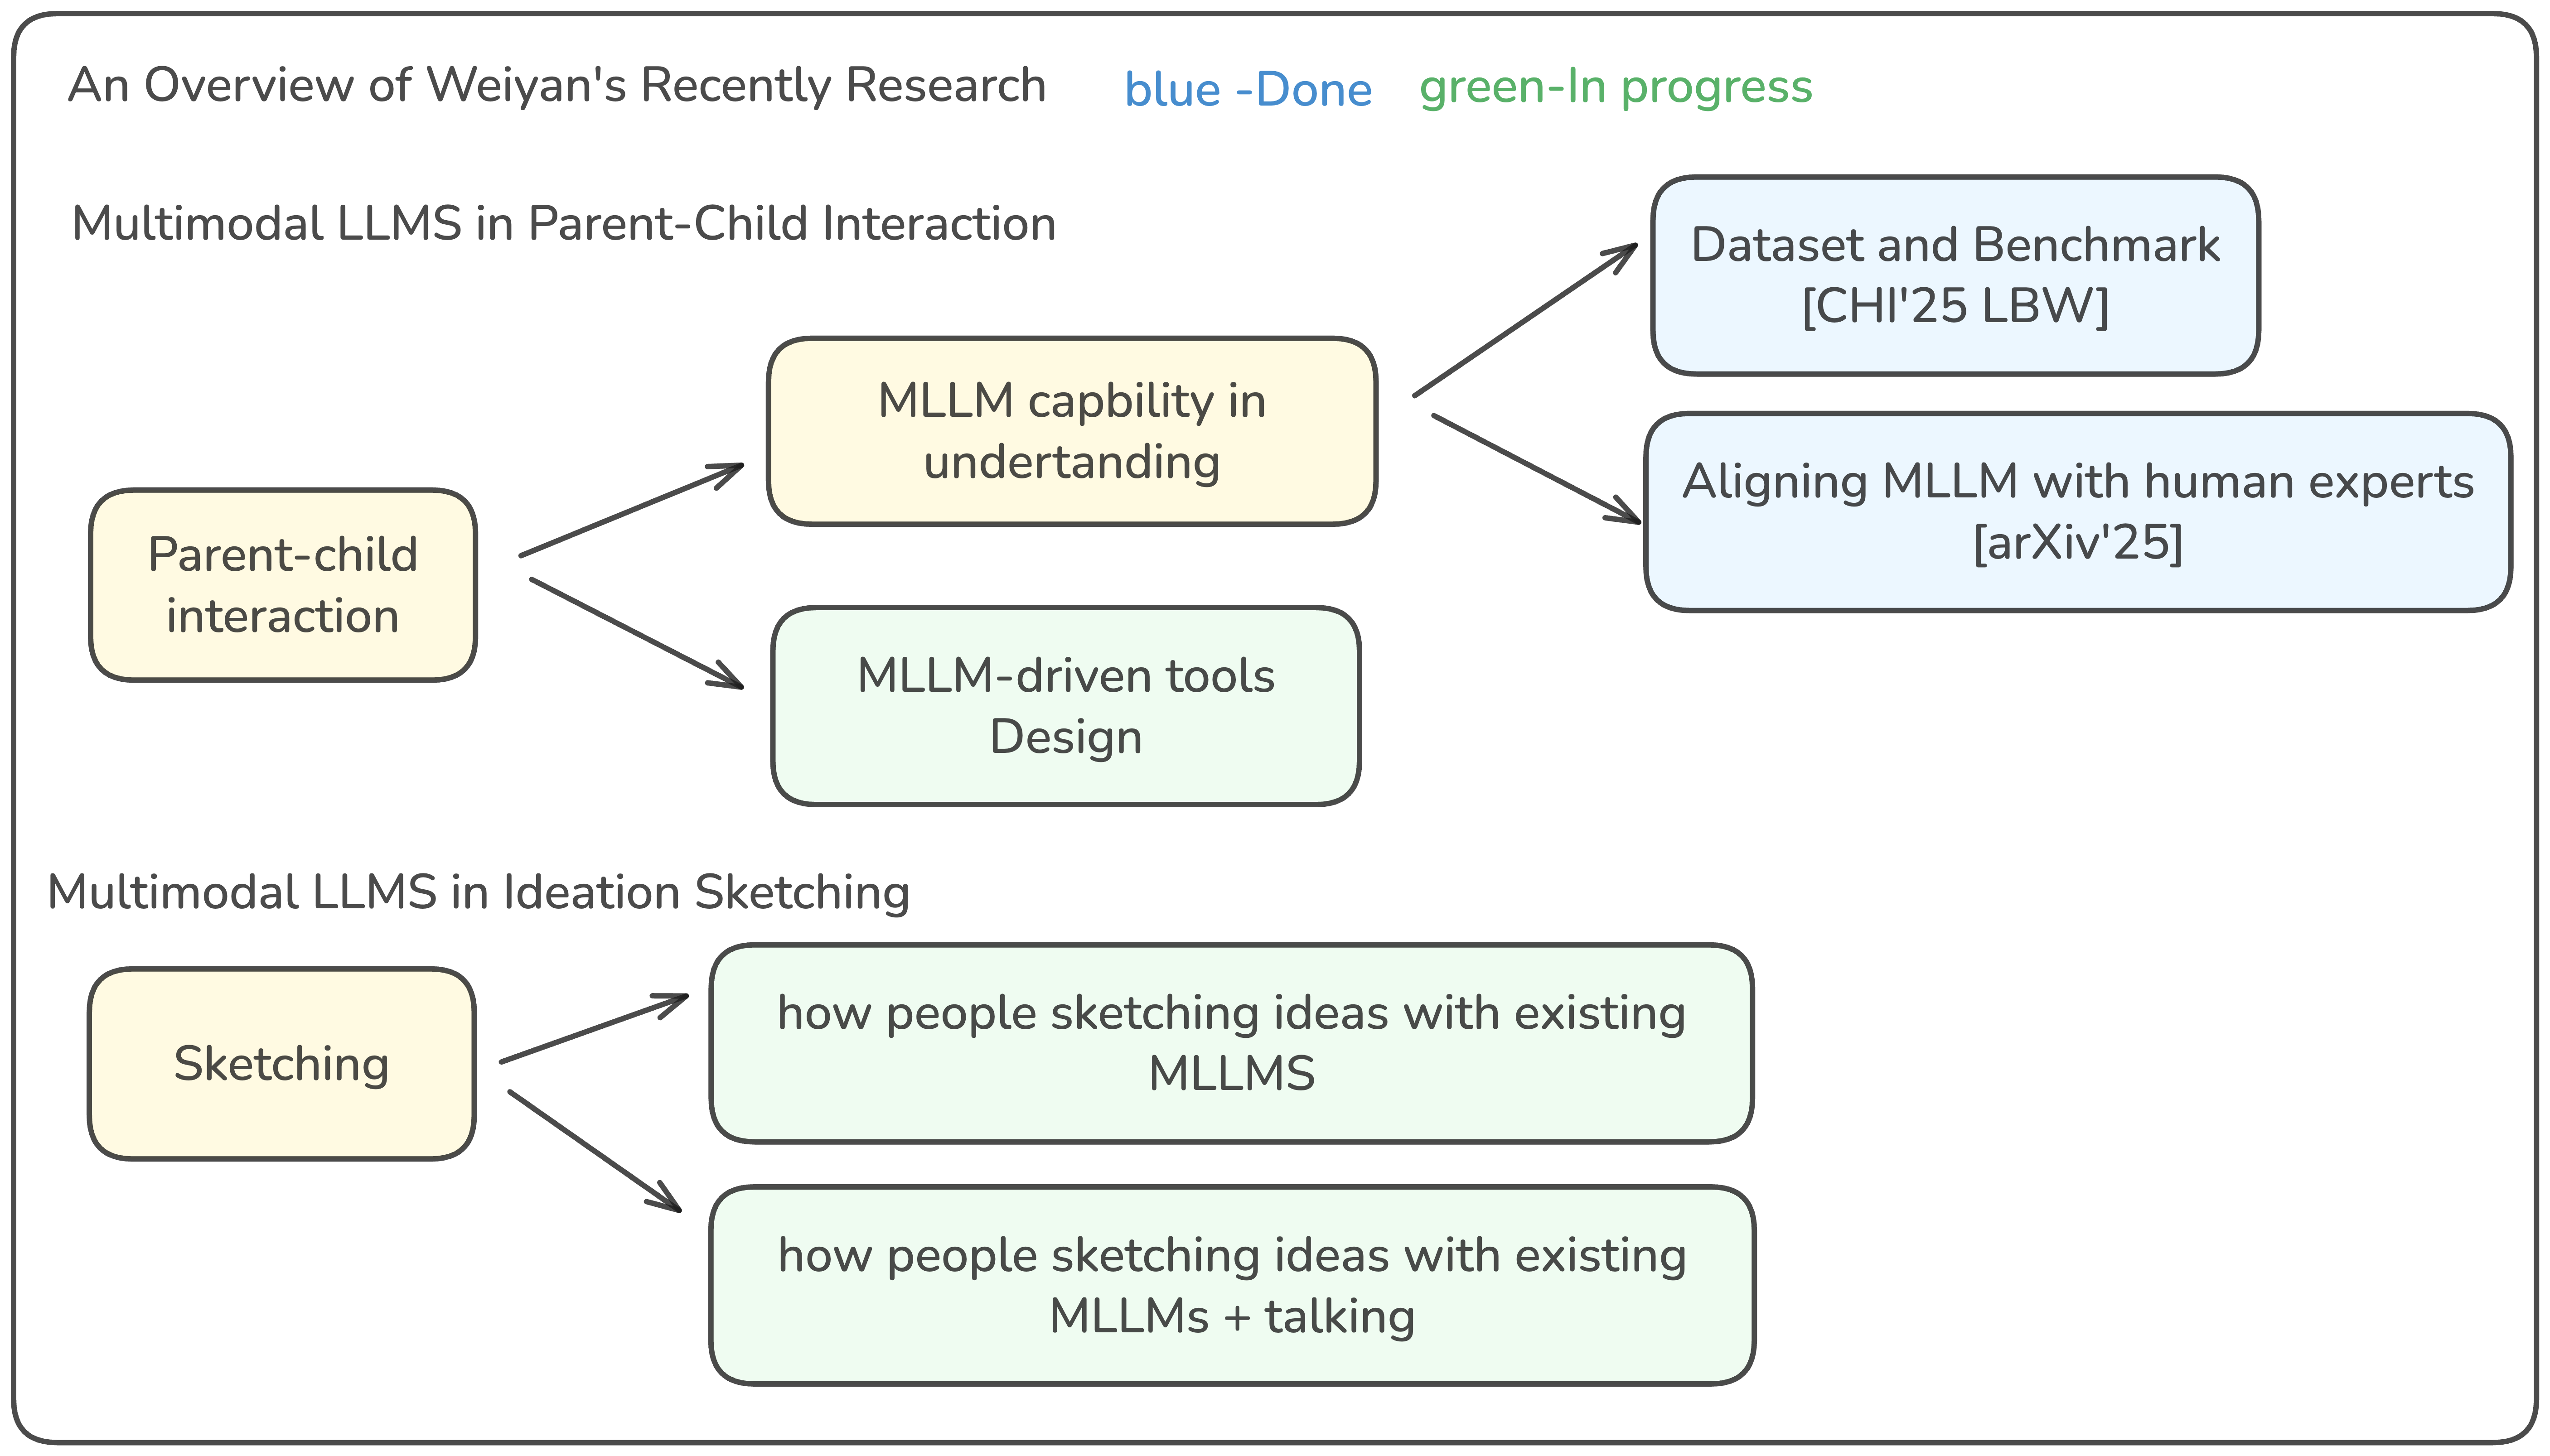 An Overview of Weiyan's Recently Research
blue -Done
green-In progress
Multimodal LLMS in Parent-Child Interaction
Dataset and Benchmark
[CHI'25 LBW]
MLLM capbility in
undertanding
Aligning MLLM with human experts
[arXiv'25]
Parent-child
interaction
MLLM-driven tools
Design
Multimodal LLMS in Ideation Sketching
Sketching
how people sketching ideas with existing
MLLMS
how people sketching ideas with existing
MLLMs + talking